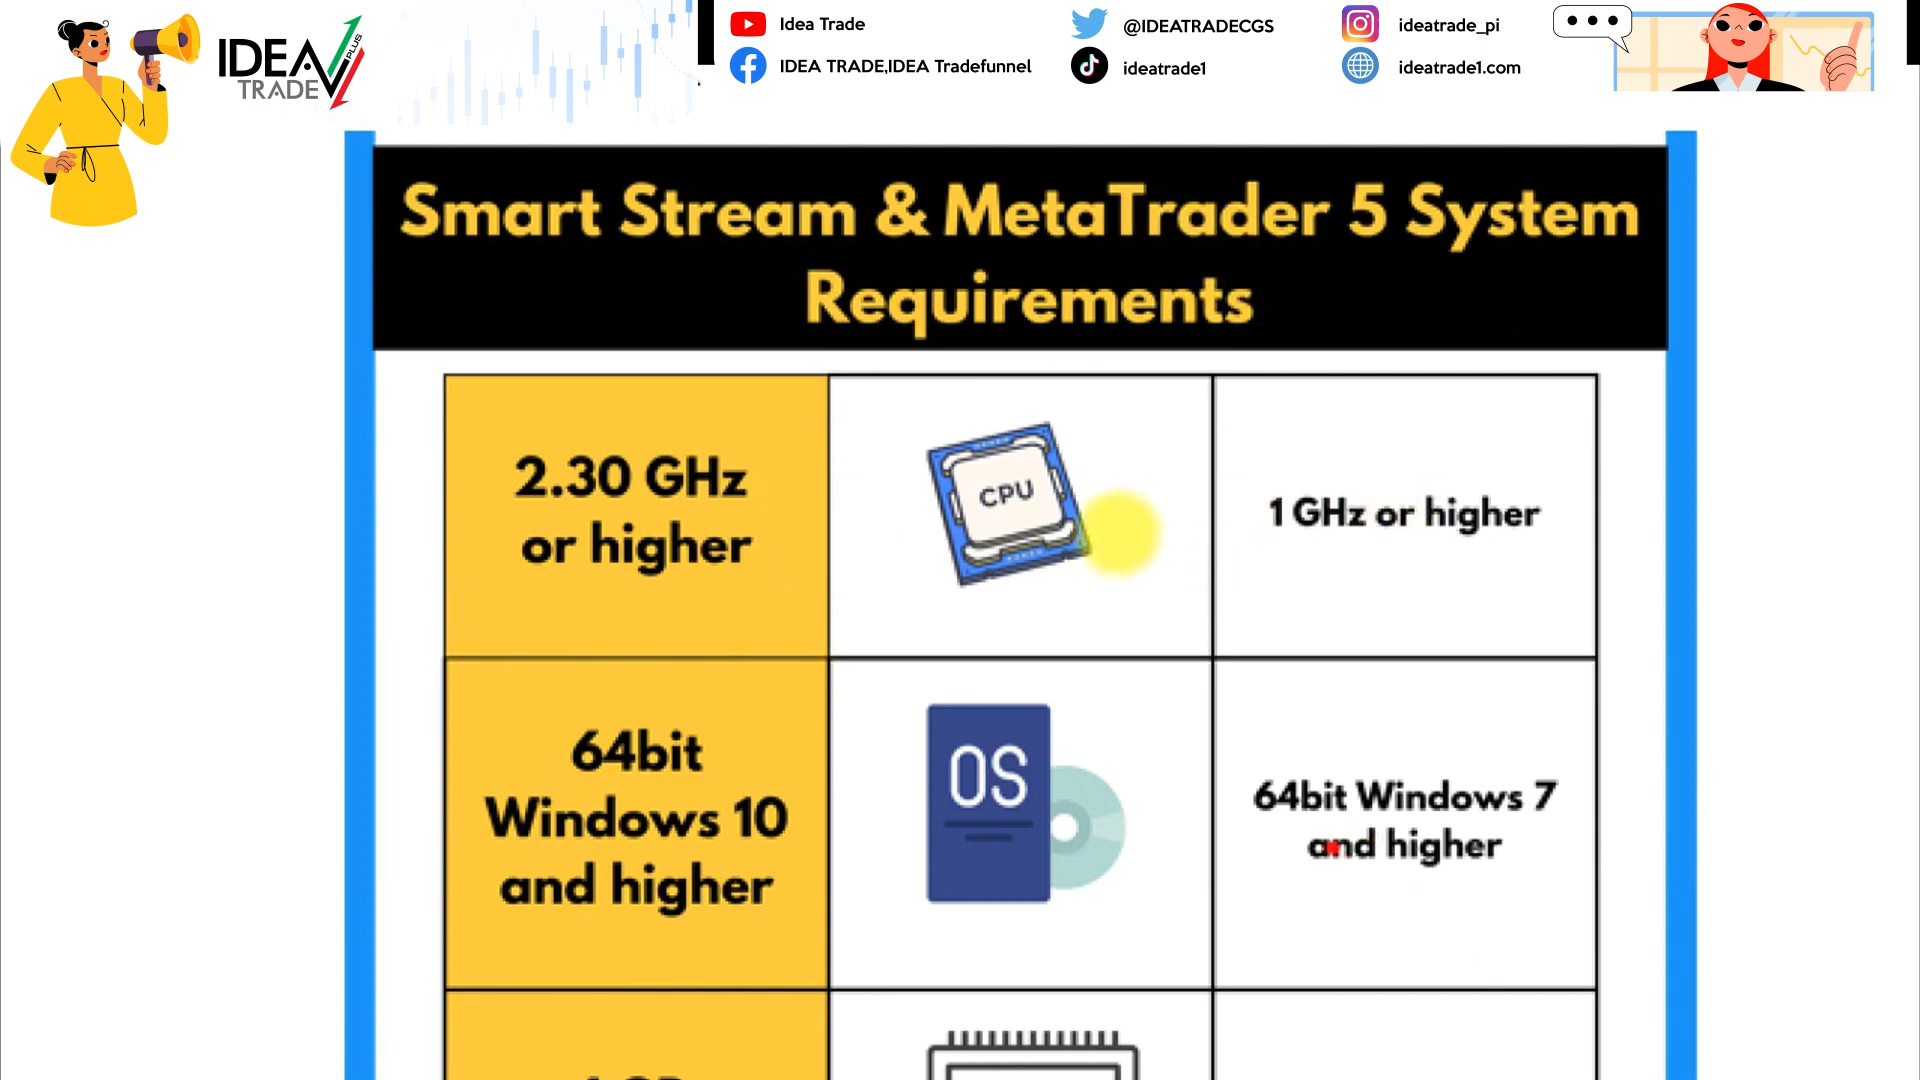 IDEA
TRADE
PLUS
Idea Trade
IDEA TRADE,IDEA Tradefunnel
@IDEATRADECGS
ideatrade1
ideatrade_pi
ideatrade1.com
Smart Stream & MetaTrader 5 System
Requirements
2.30 GHz
or higher
CPU
1 GHz or higher
64bit
Windows 10
and higher
OS
64bit Windows 7
and higher